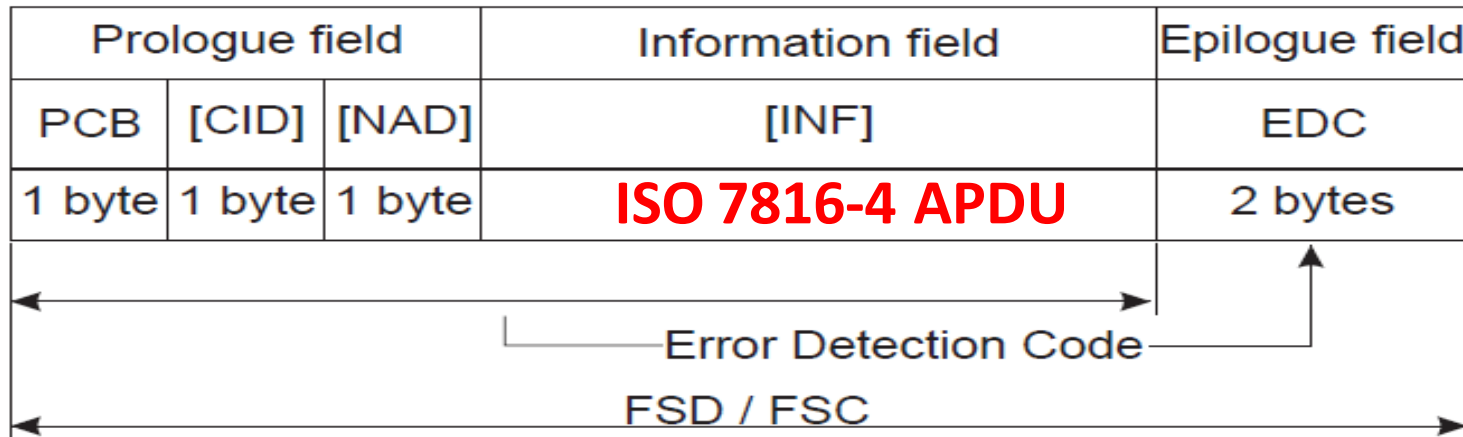 Prologue field Information field Epilogue field
PCB [CID] [NAD] [INF] EDC
1 byte 1 byte 1 byte ISO 7816-4 APDU 2 bytes
Error Detection Code
FSD / FSC